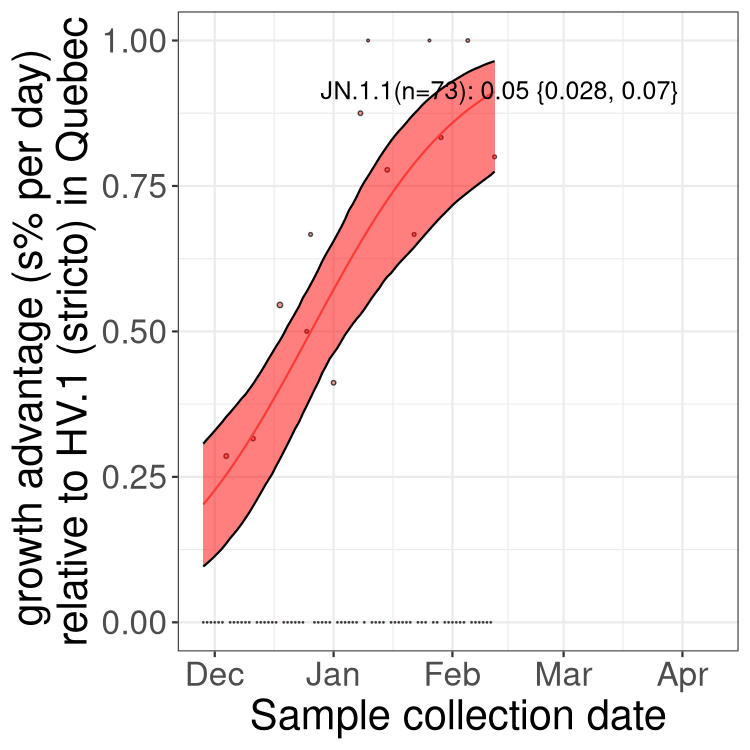 growth advantage (s% per day)
relative to HV.1 (stricto) in Quebec
1.00
0.75
0.50
0.25
0.00
JN.1.1(n=73): 0.05 {0.028, 0.07}
Dec Jan Feb Mar Apr
Sample collection date